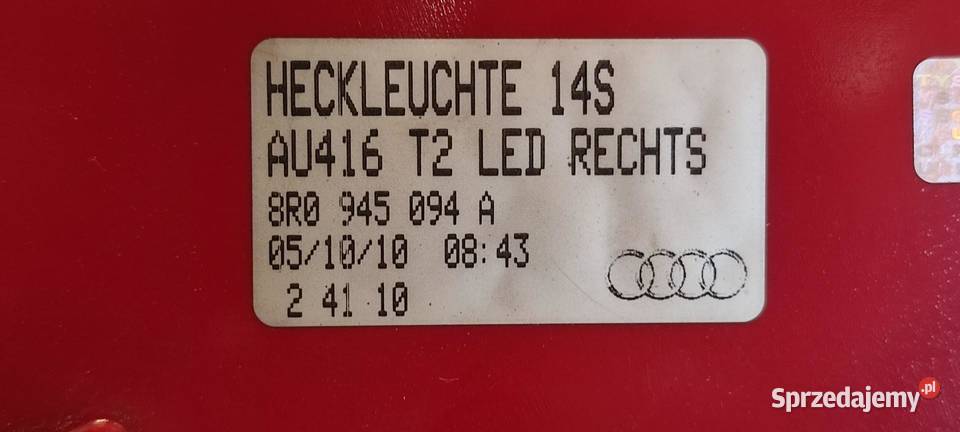 HECKLEUCHTE 14S
AU416 T2 LED RECHTS
8R0 945 094 A
05/10/10 08:43
2 41 10
Sprzedajemy.pl